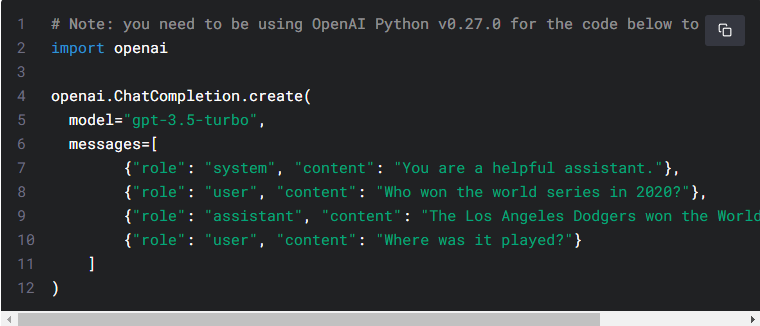 1 # Note: you need to be using OpenAI Python v0.27.0 for the code below to
2 import openai
3
4 openai.ChatCompletion.create(
5   model="gpt-3.5-turbo",
6   messages=[
7         {"role": "system", "content": "You are a helpful assistant."},
8         {"role": "user", "content": "Who won the world series in 2020?"},
9         {"role": "assistant", "content": "The Los Angeles Dodgers won the World
10         {"role": "user", "content": "Where was it played?"}
11     ]
12 )